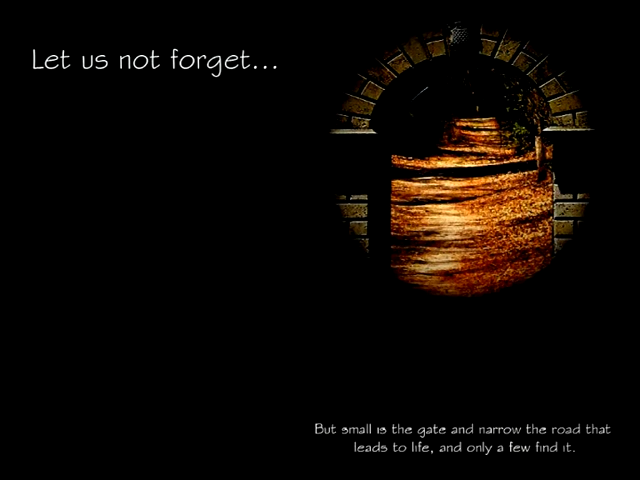 Let us not forget...
But small is the gate and narrow the road that
leads to life, and only a few find it.